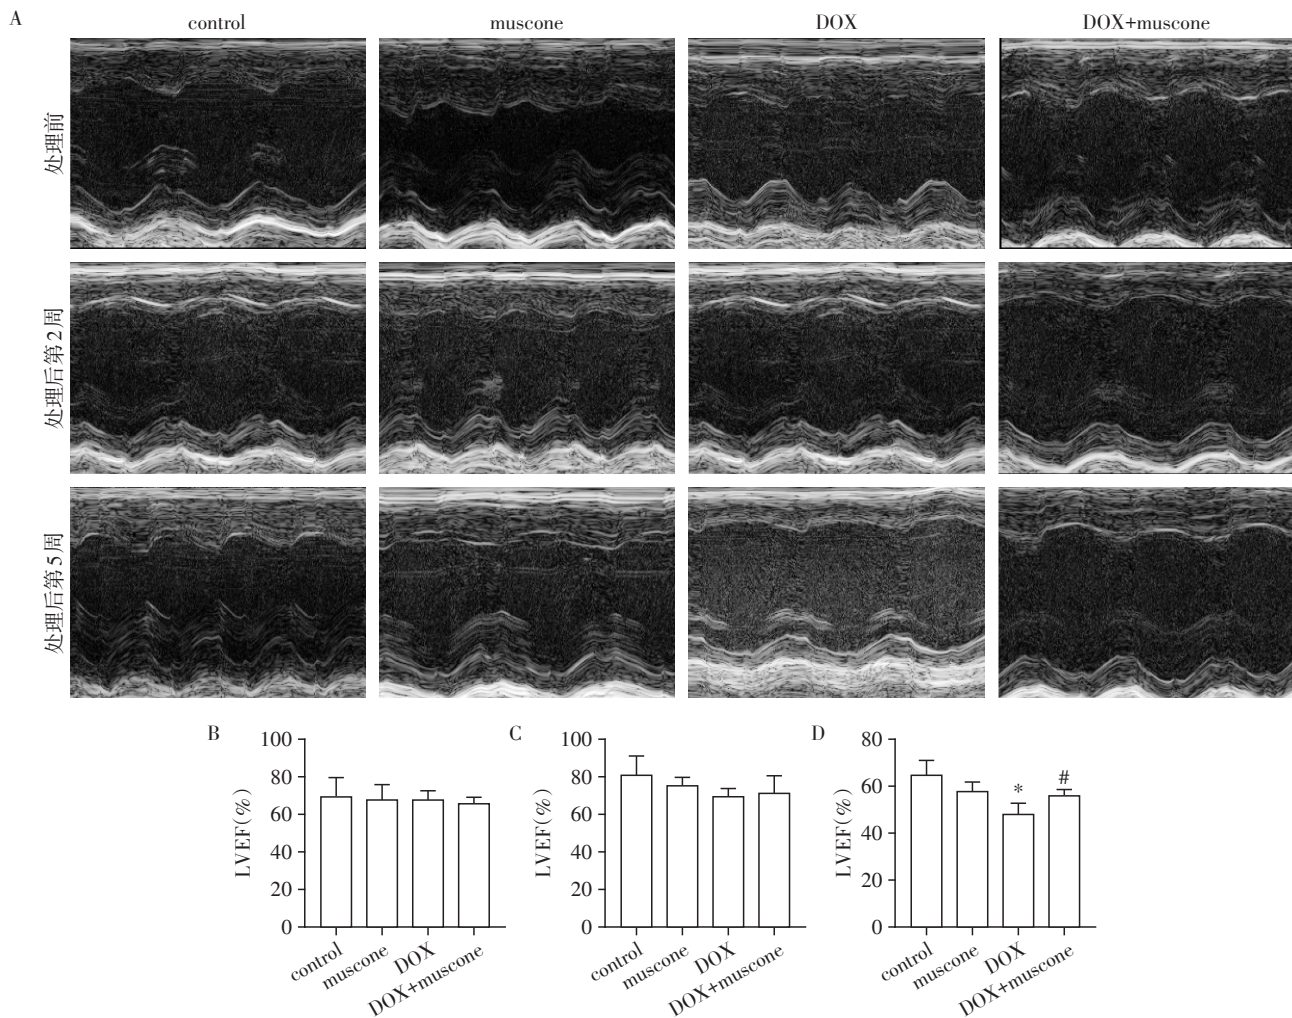 A
control muscone DOX DOX+muscone
处理前
处理后第2周
处理后第5周
B
100
80
60
40
20
0
LVEF(%)
control
muscone
DOX
DOX+muscone
C
100
80
60
40
20
0
LVEF(%)
control
muscone
DOX
DOX+muscone
D
80
60
40
20
0
LVEF(%)
*
#
control
muscone
DOX
DOX+muscone